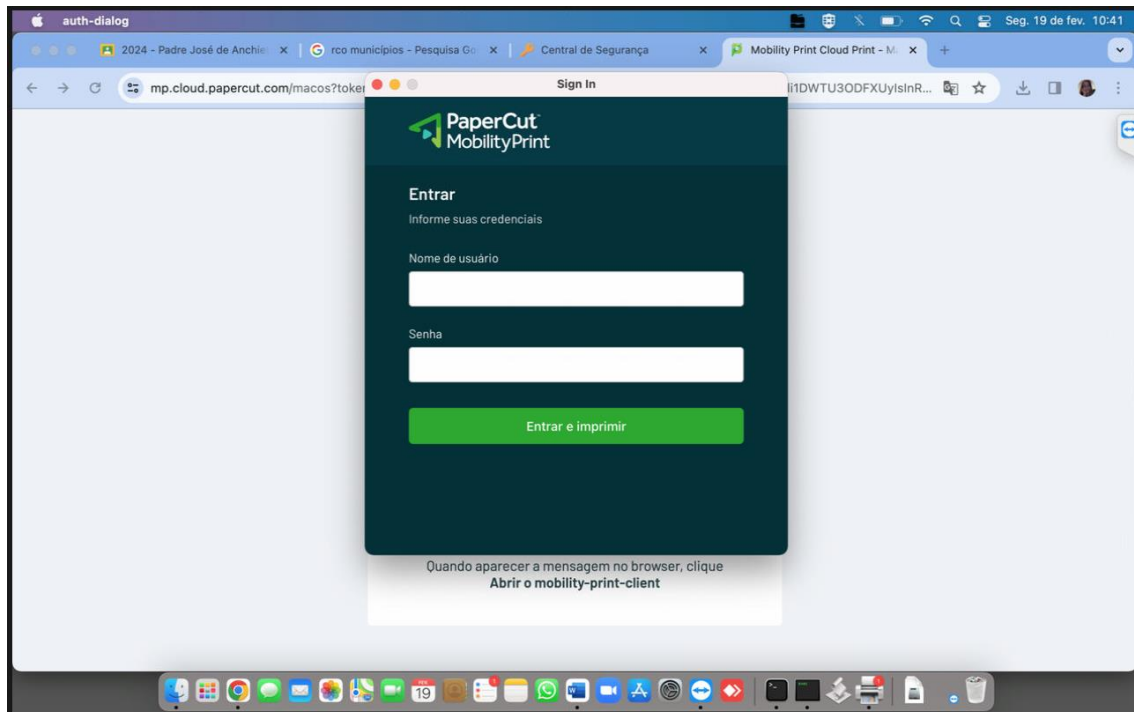 auth-dialog
Seg. 19 de fev. 10:41
2024 - Padre José de Anchie
rco municípios - Pesquisa Go
Central de Segurança
Mobility Print Cloud Print - M
mp.cloud.papercut.com/macos?toke
Sign In
PaperCut
MobilityPrint
Entrar
Informe suas credenciais
Nome de usuário
Senha
Entrar e imprimir
Quando aparecer a mensagem no browser, clique
Abrir o mobility-print-client
19